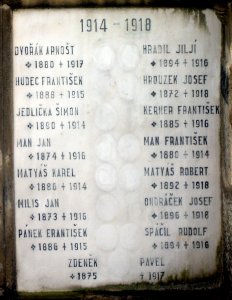 1914 - 1918
DVOŘÁK ARNOŠT
* 1880 + 1917
HUDEC FRANTIŠEK
* 1888 + 1915
JEDLIČKA ŠIMON
* 1880 + 1914
MAN JAN
* 1874 + 1916
MATYÁŠ KAREL
* 1886 + 1914
MILIS JAN
* 1873 + 1916
PÁNEK FRANTIŠEK
* 1886 + 1915
ZDENĚK
* 1875
HRADIL JILJÍ
* 1894 + 1916
HROUZEK JOSEF
* 1872 + 1918
KERNER FRANTIŠEK
* 1885 + 1916
MAN FRANTIŠEK
* 1880 + 1914
MATYÁŠ ROBERT
* 1892 + 1918
ONDRÁČEK JOSEF
* 1896 + 1918
SPÁČIL RUDOLF
* 1894 + 1916
PAVEL
+ 1917